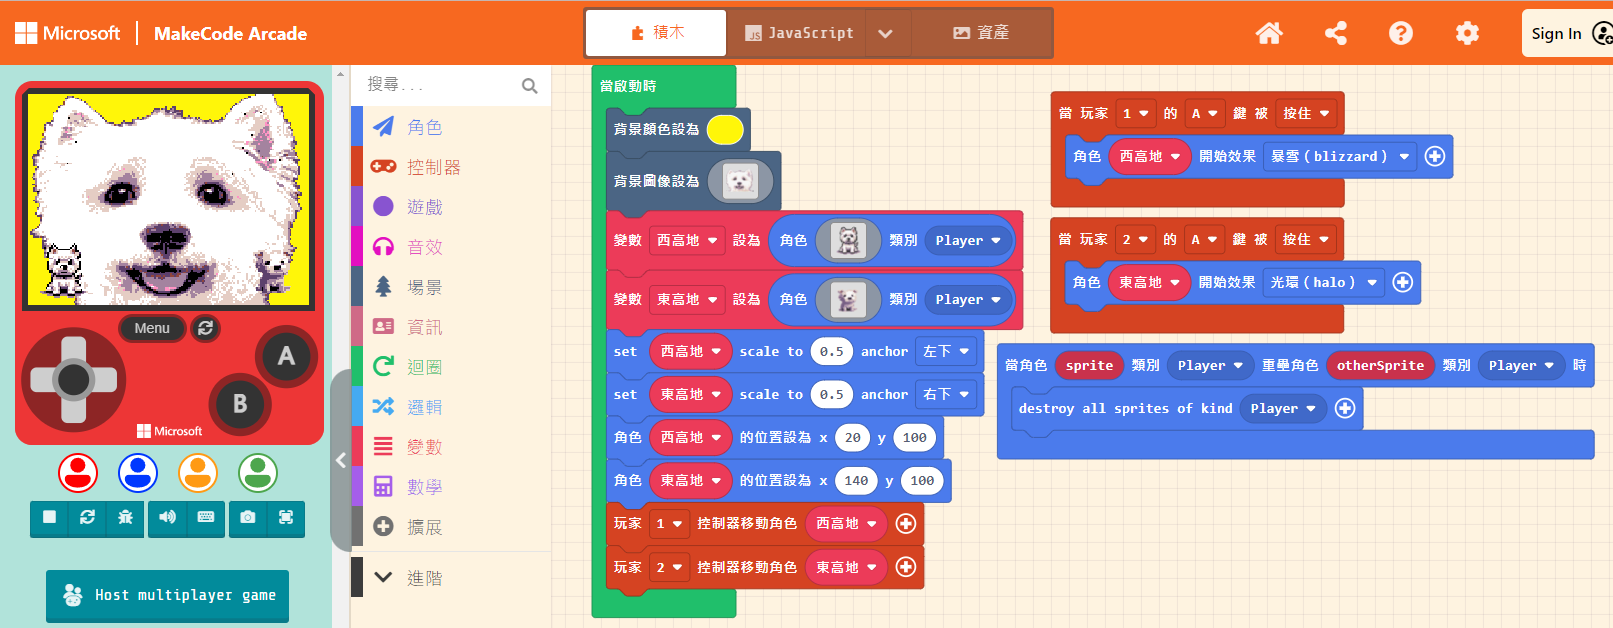 Microsoft MakeCode Arcade 積木 JavaScript 資產 Sign In
Menu
A
B
Microsoft
Host multiplayer game
搜尋...
角色
控制器
遊戲
音效
場景
資訊
迴圈
邏輯
變數
數學
擴展
進階
當啟動時
背景顏色設為
背景圖像設為
變數 西高地 設為 角色 類別 Player
變數 東高地 設為 角色 類別 Player
set 西高地 scale to 0.5 anchor 左下
set 東高地 scale to 0.5 anchor 右下
角色 西高地 的位置設為 x 20 y 100
角色 東高地 的位置設為 x 140 y 100
玩家 1 控制器移動角色 西高地
玩家 2 控制器移動角色 東高地
當 玩家 1 的 A 鍵 被 按住
角色 西高地 開始效果 暴雪 (blizzard)
當 玩家 2 的 A 鍵 被 按住
角色 東高地 開始效果 光環 (halo)
當角色 sprite 類別 Player 重疊角色 otherSprite 類別 Player 時
destroy all sprites of kind Player